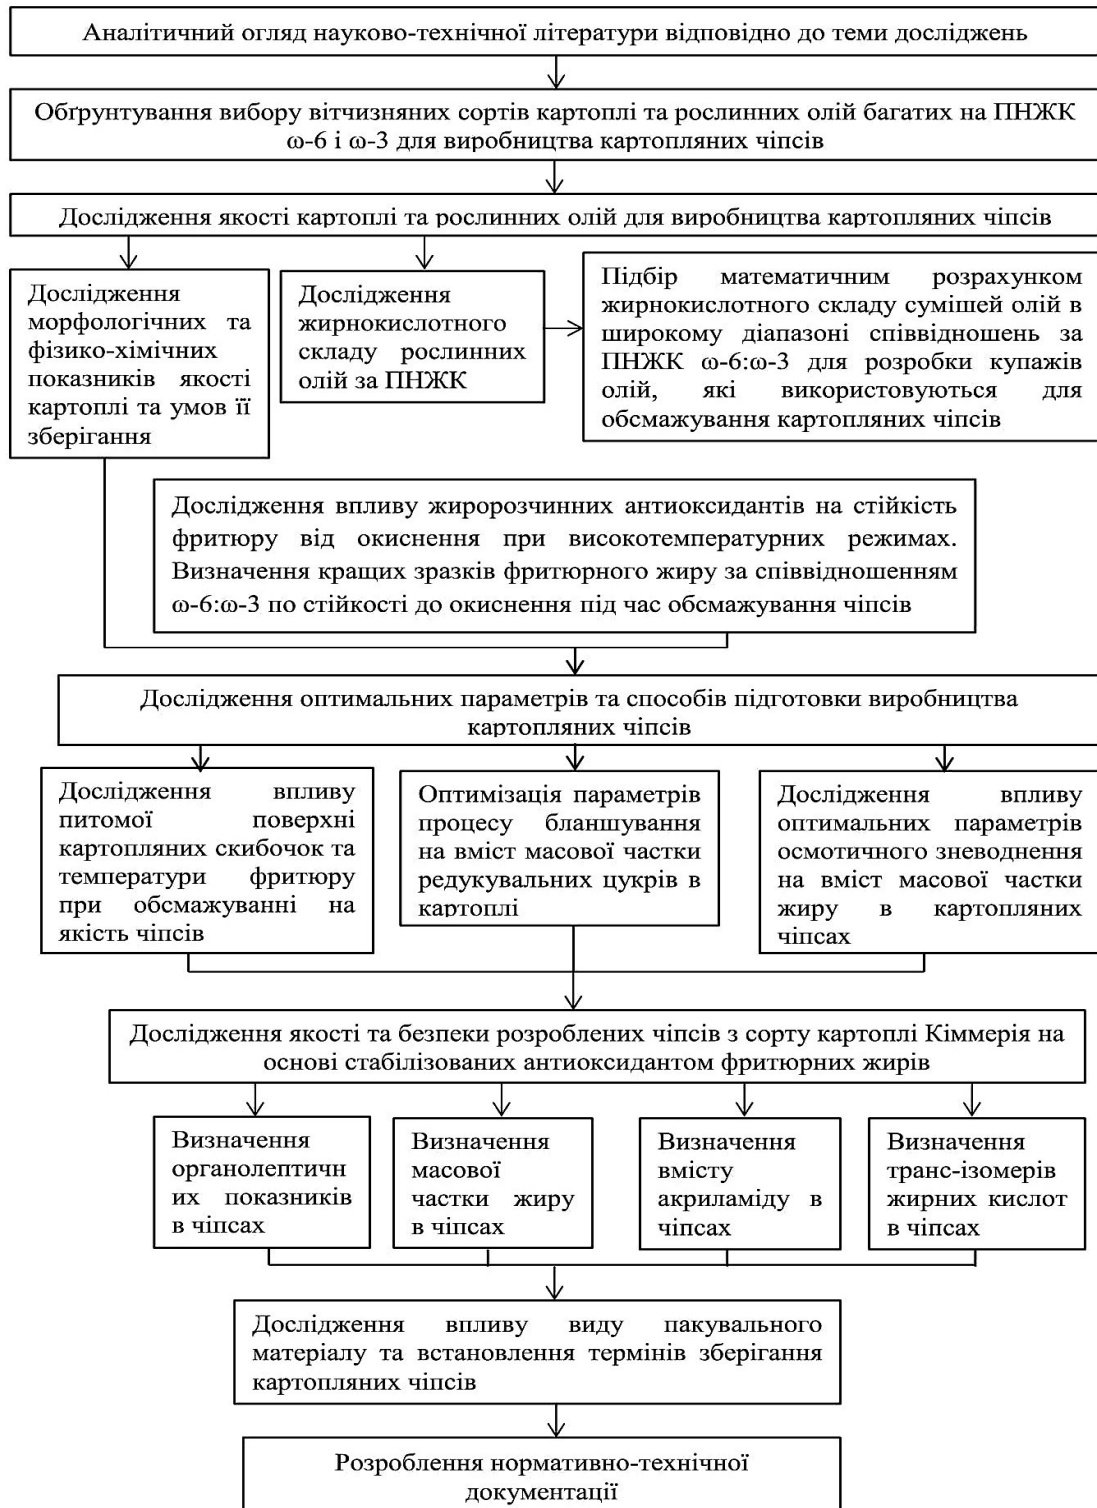 Аналітичний огляд науково-технічної літератури відповідно до теми досліджень
Обґрунтування вибору вітчизняних сортів картоплі та рослинних олій багатих на ПНЖК
ω-6 і ω-3 для виробництва картопляних чіпсів
Дослідження якості картоплі та рослинних олій для виробництва картопляних чіпсів
Дослідження
морфологічних та
фізико-хімічних
показників якості
картоплі та умов її
зберігання
Дослідження
жирнокислотного
складу рослинних
олій за ПНЖК
Підбір математичним розрахунком
жирнокислотного складу сумішей олій в
широкому діапазоні співвідношень за
ПНЖК ω-6:ω-3 для розробки купажів
олій, які використовуються для
обсмажування картопляних чіпсів
Дослідження впливу жиророзчинних антиоксидантів на стійкість
фритюру від окиснення при високотемпературних режимах.
Визначення кращих зразків фритюрного жиру за співвідношенням
ω-6:ω-3 по стійкості до окиснення під час обсмажування чіпсів
Дослідження оптимальних параметрів та способів підготовки виробництва
картопляних чіпсів
Дослідження впливу
питомої поверхні
картопляних скибочок та
температури фритюру
при обсмажуванні на
якість чіпсів
Оптимізація параметрів
процесу бланшування
на вміст масової частки
редукувальних цукрів в
картоплі
Дослідження впливу
оптимальних параметрів
осмотичного зневоднення
на вміст масової частки
жиру в картопляних
чіпсах
Дослідження якості та безпеки розроблених чіпсів з сорту картоплі Кіммерія на
основі стабілізованих антиоксидантом фритюрних жирів
Визначення
органолептичн
их показників
в чіпсах
Визначення
масової
частки жиру
в чіпсах
Визначення
вмісту
акриламіду в
чіпсах
Визначення
транс-ізомерів
жирних кислот
в чіпсах
Дослідження впливу виду пакувального
матеріалу та встановлення термінів зберігання
картопляних чіпсів
Розроблення нормативно-технічної
документації